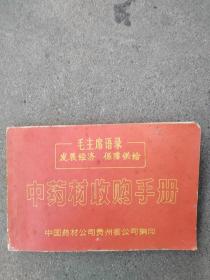 毛主席语录
发展经济 保障供给
中药材收购手册
中国药材公司贵州省公司编印